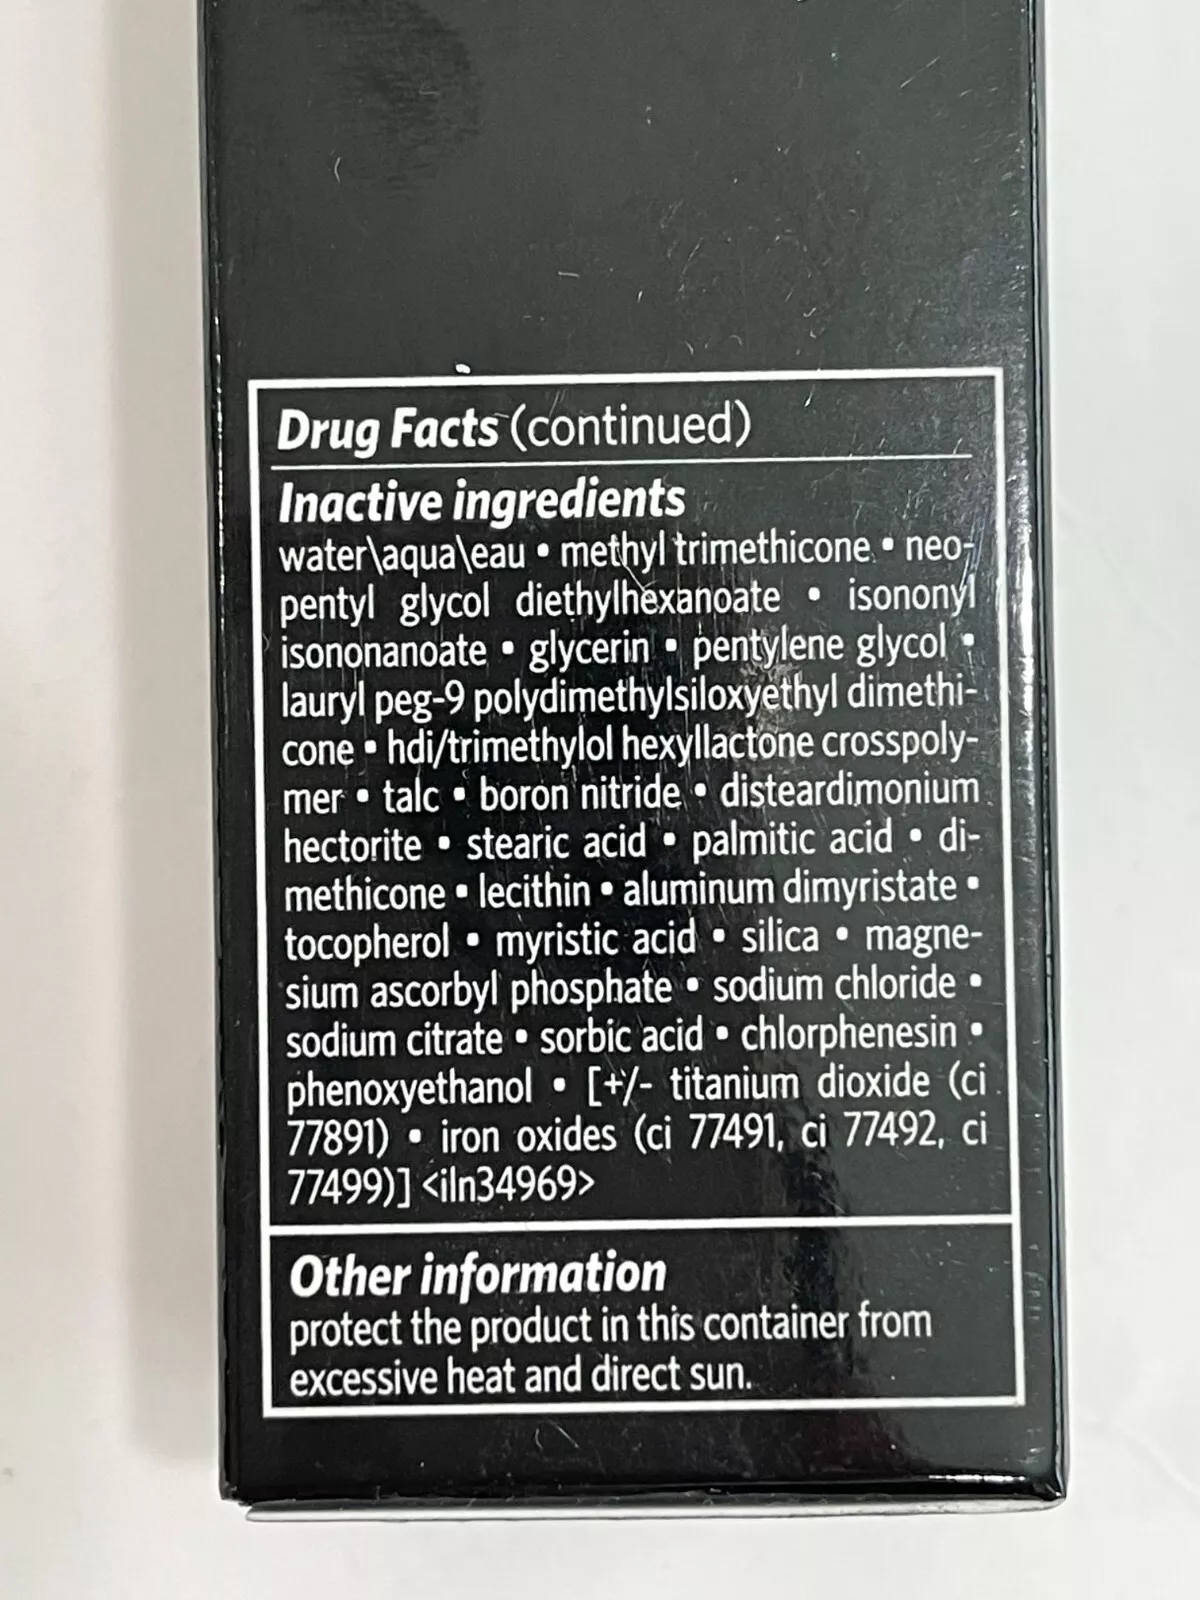 Drug Facts (continued)
Inactive ingredients
water\aqua\eau • methyl trimethicone • neo-
pentyl glycol diethylhexanoate • isononyl
isononanoate • glycerin • pentylene glycol •
lauryl peg-9 polydimethylsiloxyethyl dimethi-
cone • hdi/trimethylol hexyllactone crosspoly-
mer • talc • boron nitride • disteardimonium
hectorite • stearic acid • palmitic acid • di-
methicone • lecithin • aluminum dimyristate •
tocopherol • myristic acid • silica • magne-
sium ascorbyl phosphate • sodium chloride •
sodium citrate • sorbic acid • chlorphenesin •
phenoxyethanol • [+/- titanium dioxide (ci
77891) • iron oxides (ci 77491, ci 77492, ci
77499)] <iln34969>
Other information
protect the product in this container from
excessive heat and direct sun.